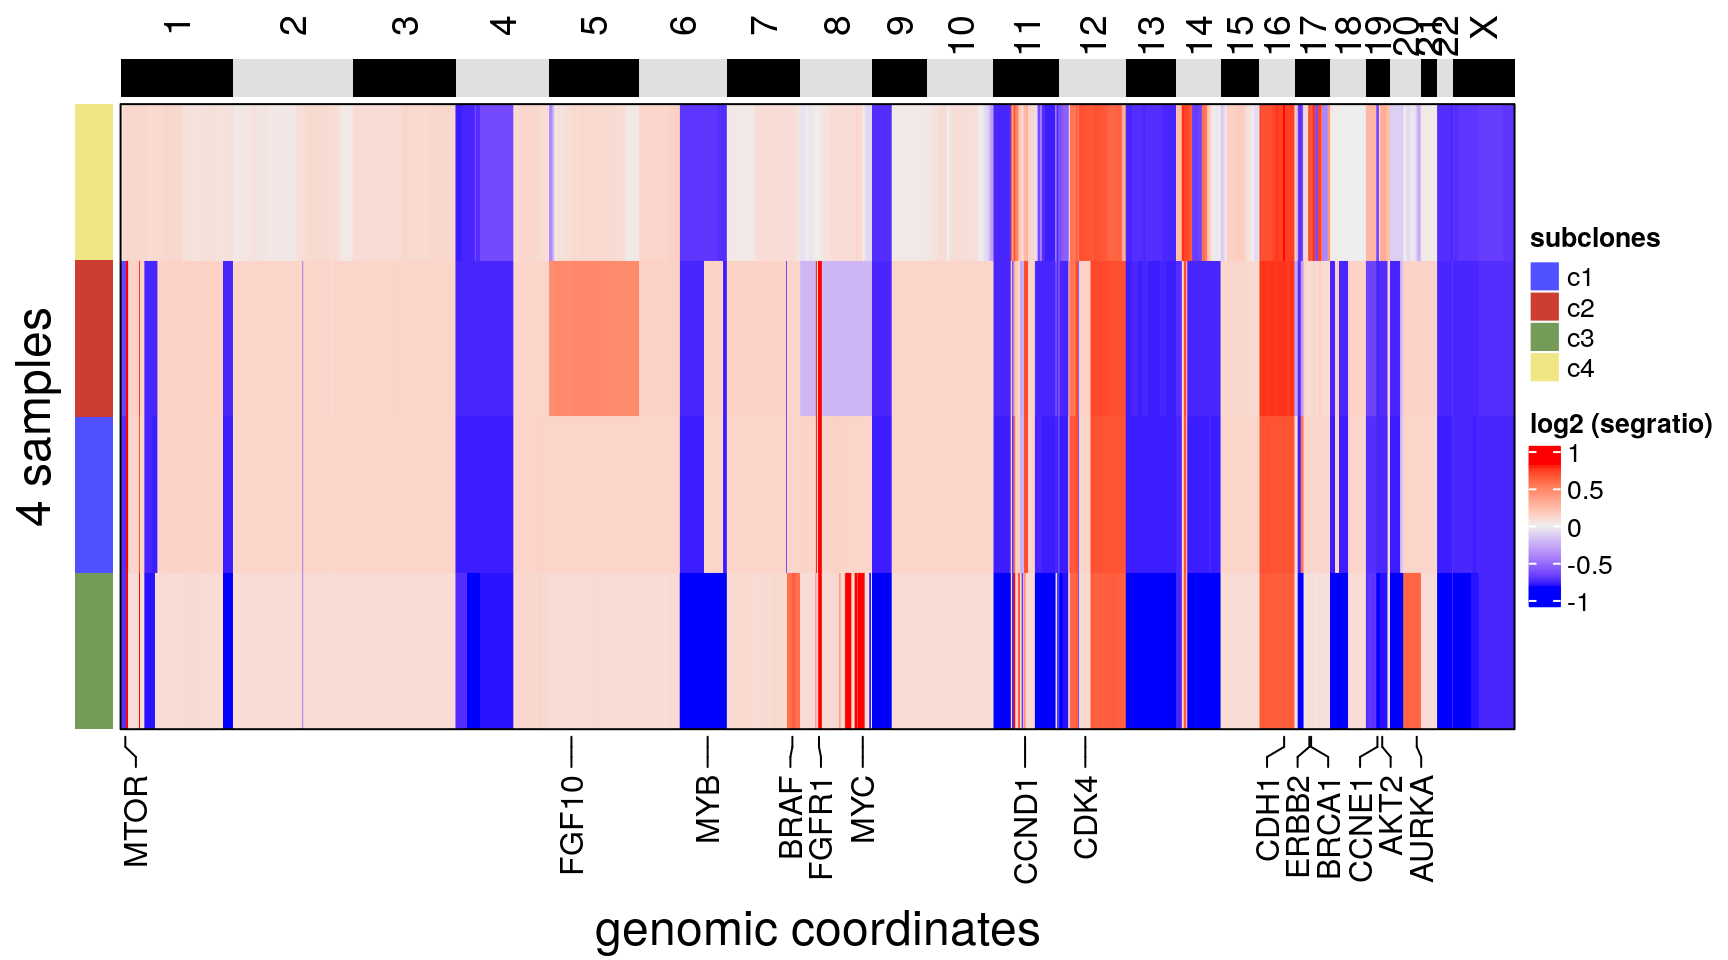 1 2 3 4 5 6 7 8 9 10 11 12 13 14 15 16 17 18 19 20 21 22 X
4 samples
subclones
c1
c2
c3
c4
log2 (segratio)
1
0.5
0
-0.5
-1
MTOR FGF10 MYB BRAF FGFR1 MYC CCND1 CDK4 CDH1 ERBB2 BRCA1 CCNE1 AKT2 AURKA
genomic coordinates